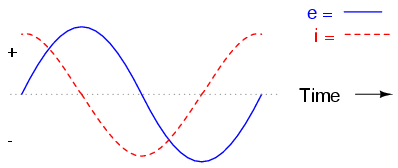 e =
i =
+
Time
-